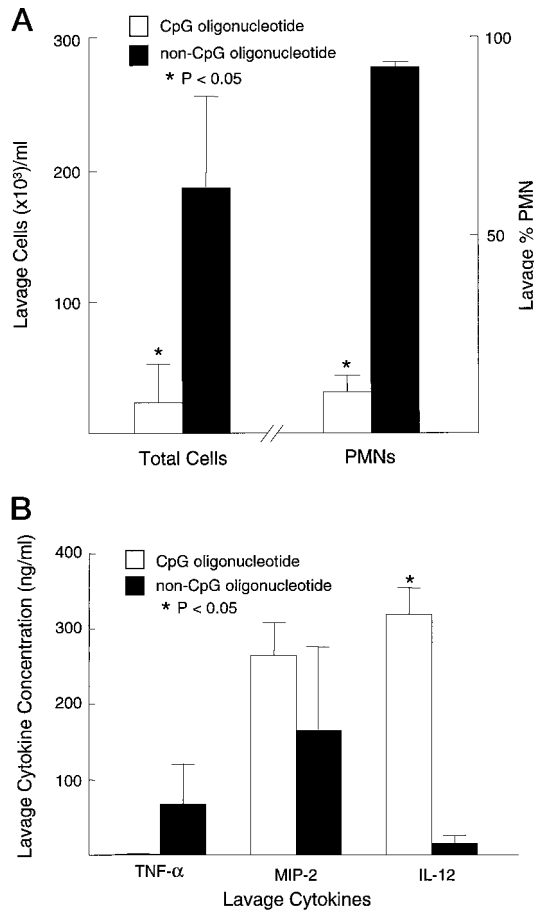 A
CpG oligonucleotide
non-CpG oligonucleotide
* P < 0.05
300
200
100
Lavage Cells (x10³)/ml
100
50
Lavage % PMN
*
*
Total Cells
//
PMNs
B
CpG oligonucleotide
non-CpG oligonucleotide
* P < 0.05
400
300
200
100
Lavage Cytokine Concentration (ng/ml)
*
TNF-α
MIP-2
IL-12
Lavage Cytokines